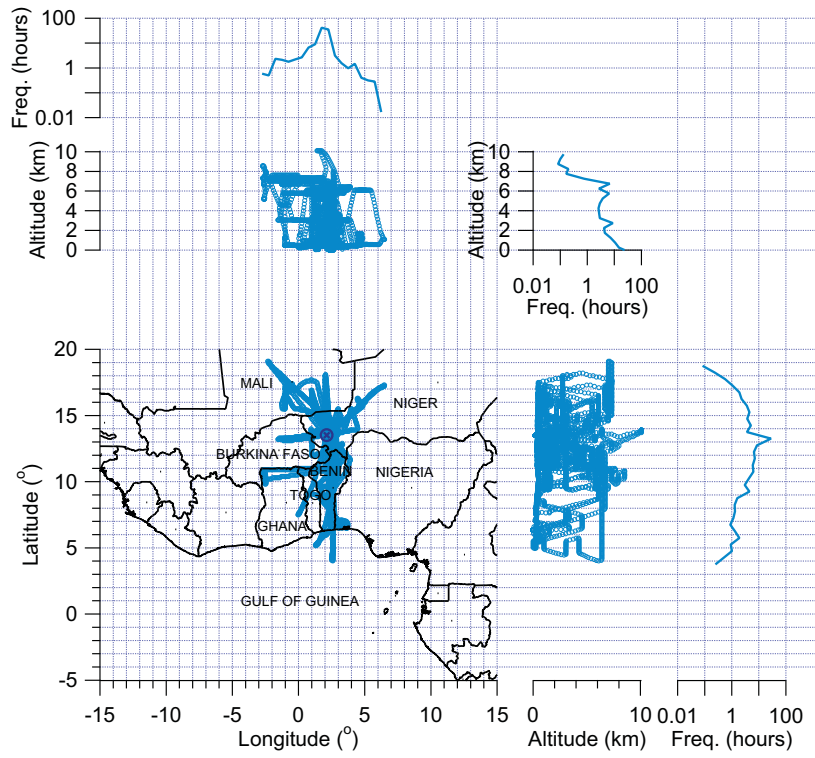 100
1
0.01
Freq. (hours)
10
8
6
4
2
0
Altitude (km)
10
8
6
4
2
0
Altitude (km)
0.01 1 100
Freq. (hours)
20
15
10
5
0
-5
Latitude (o)
MALI
NIGER
BURKINA FASO
BENIN
NIGERIA
TOGO
GHANA
GULF OF GUINEA
-15 -10 -5 0 5 10 15
Longitude (o)
0 10
Altitude (km)
0.01 1 100
Freq. (hours)